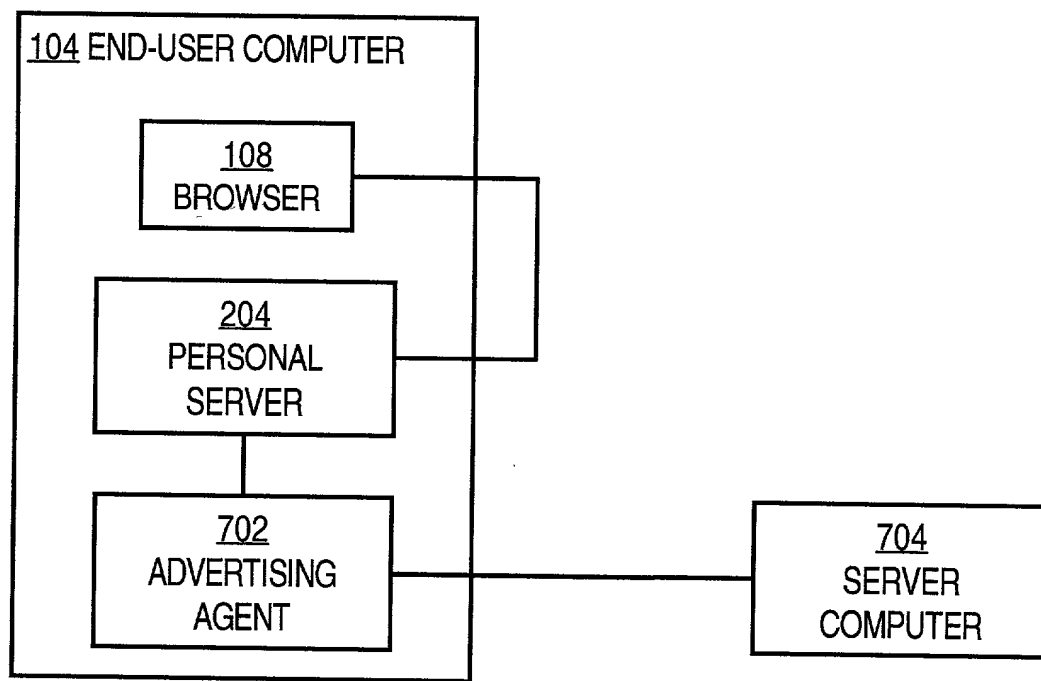 104 END-USER COMPUTER
108
BROWSER
204
PERSONAL
SERVER
702
ADVERTISING
AGENT
704
SERVER
COMPUTER